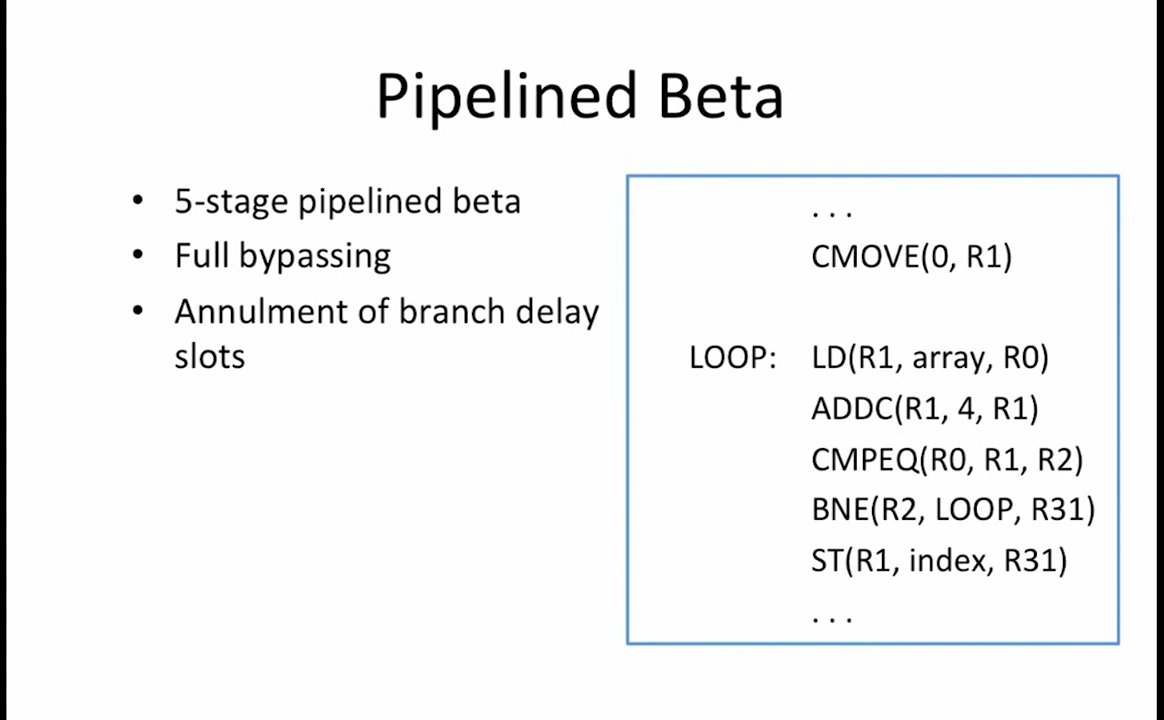 Pipelined Beta
• 5-stage pipelined beta
• Full bypassing
• Annulment of branch delay
slots
. . .
CMOVE(0, R1)
LOOP: LD(R1, array, R0)
ADDC(R1, 4, R1)
CMPEQ(R0, R1, R2)
BNE(R2, LOOP, R31)
ST(R1, index, R31)
. . .